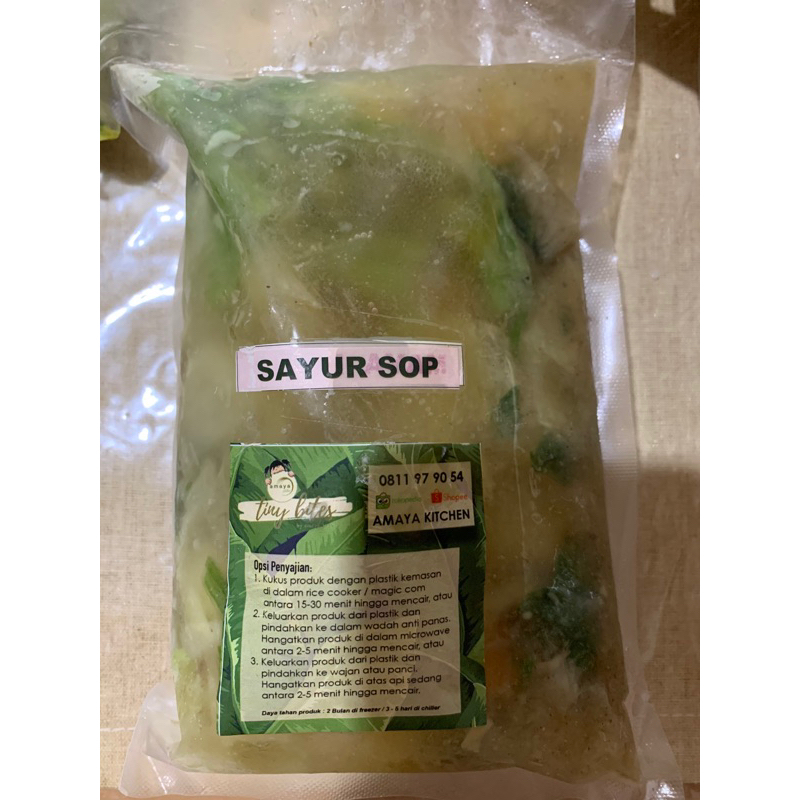 SAYUR SOP
amaya
tiny bites
0811 97 90 54
tokopedia Shopee
AMAYA KITCHEN
Opsi Penyajian:
1. Kukus produk dengan plastik kemasan
di dalam rice cooker / magic com
antara 15-30 menit hingga mencair, atau
2. Keluarkan produk dari plastik dan
pindahkan ke dalam wadah anti panas.
Hangatkan produk di dalam microwave
antara 2-5 menit hingga mencair, atau
3. Keluarkan produk dari plastik dan
pindahkan ke wajan atau panci.
Hangatkan produk di atas api sedang
antara 2-5 menit hingga mencair.
Daya tahan produk : 2 Bulan di freezer / 3 - 5 hari di chiller